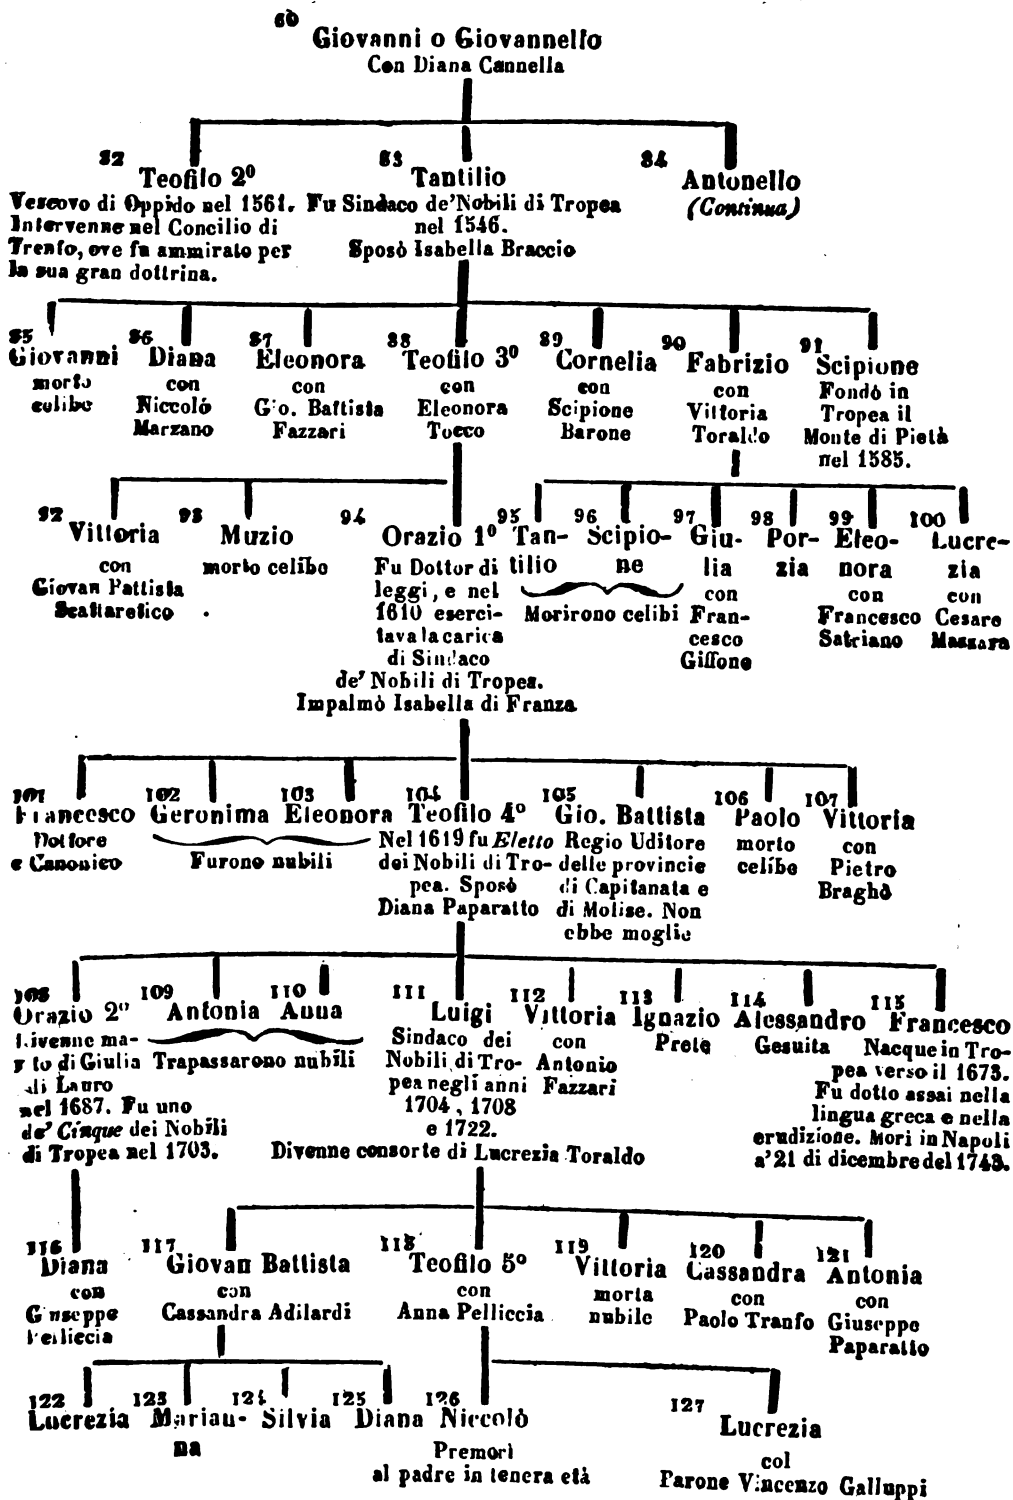 60
Giovanni o Giovannello
Con Diana Cannella
82
Teofilo 2º
Vescovo di Oppido nel 1561.
Intervenne nel Concilio di
Trento, ove fu ammirato per
la sua gran dottrina.
83
Tantilio
Fu Sindaco de' Nobili di Tropea
nel 1546.
Sposò Isabella Braccio
84
Antonello
(Continua)
85
Giovanni
morto
celibe
86
Diana
con
Niccolò
Marzano
87
Eleonora
con
Gio. Battista
Fazzari
88
Teofilo 3º
con
Eleonora
Tocco
89
Cornelia
con
Scipione
Barone
90
Fabrizio
con
Vittoria
Toraldo
91
Scipione
Fondò in
Tropea il
Monte di Pietà
nel 1585.
92
Vittoria
con
Giovan Battista
Scattaretico
93
Muzio
morto celibe
94
Orazio 1º
Fu Dottor di
leggi, e nel
1610 eserci-
tava la carica
di Sindaco
de' Nobili di Tropea.
Impalmò Isabella di Franza
95
Tan-
tilio
96
Scipio-
ne
Morirono celibi
97
Giu-
lia
con
Fran-
cesco
Giffone
98
Por-
zia
99
Eleo-
nora
con
Francesco
Satriano
100
Lucre-
zia
con
Cesare
Massara
101
Francesco
Dottore
e Canonico
102
Geronima
103
Eleonora
Furono nubili
104
Teofilo 4º
Nel 1619 fu Eletto
dei Nobili di Tro-
pea. Sposò
Diana Paparatto
105
Gio. Battista
Regio Uditore
delle provincie
di Capitanata e
di Molise. Non
ebbe moglie
106
Paolo
morto
celibe
107
Vittoria
con
Pietro
Braghò
108
Orazio 2º
Divenne ma-
rito di Giulia
di Lauro
nel 1687. Fu uno
de' Cinque dei Nobili
di Tropea nel 1703.
109
Antonia
110
Anna
Trapassarono nubili
111
Luigi
Sindaco dei
Nobili di Tro-
pea negli anni
1704, 1708
e 1722.
Divenne consorte di Lucrezia Toraldo
112
Vittoria
con
Antonio
Fazzari
113
Ignazio
Prete
114
Alessandro
Gesuita
115
Francesco
Nacque in Tro-
pea verso il 1673.
Fu dotto assai nella
lingua greca e nella
erudizione. Morì in Napoli
a' 21 di dicembre del 1743.
116
Diana
con
Giuseppe
Pelliccia
117
Giovan Battista
con
Cassandra Adilardi
118
Teofilo 5º
con
Anna Pelliccia
119
Vittoria
morta
nubile
120
Cassandra
con
Paolo Tranfo
121
Antonia
con
Giuseppe
Paparatto
122
Lucrezia
123
Marian-
na
124
Silvia
125
Diana
126
Niccolò
Premorì
al padre in tenera età
127
Lucrezia
col
Barone Vincenzo Galluppi